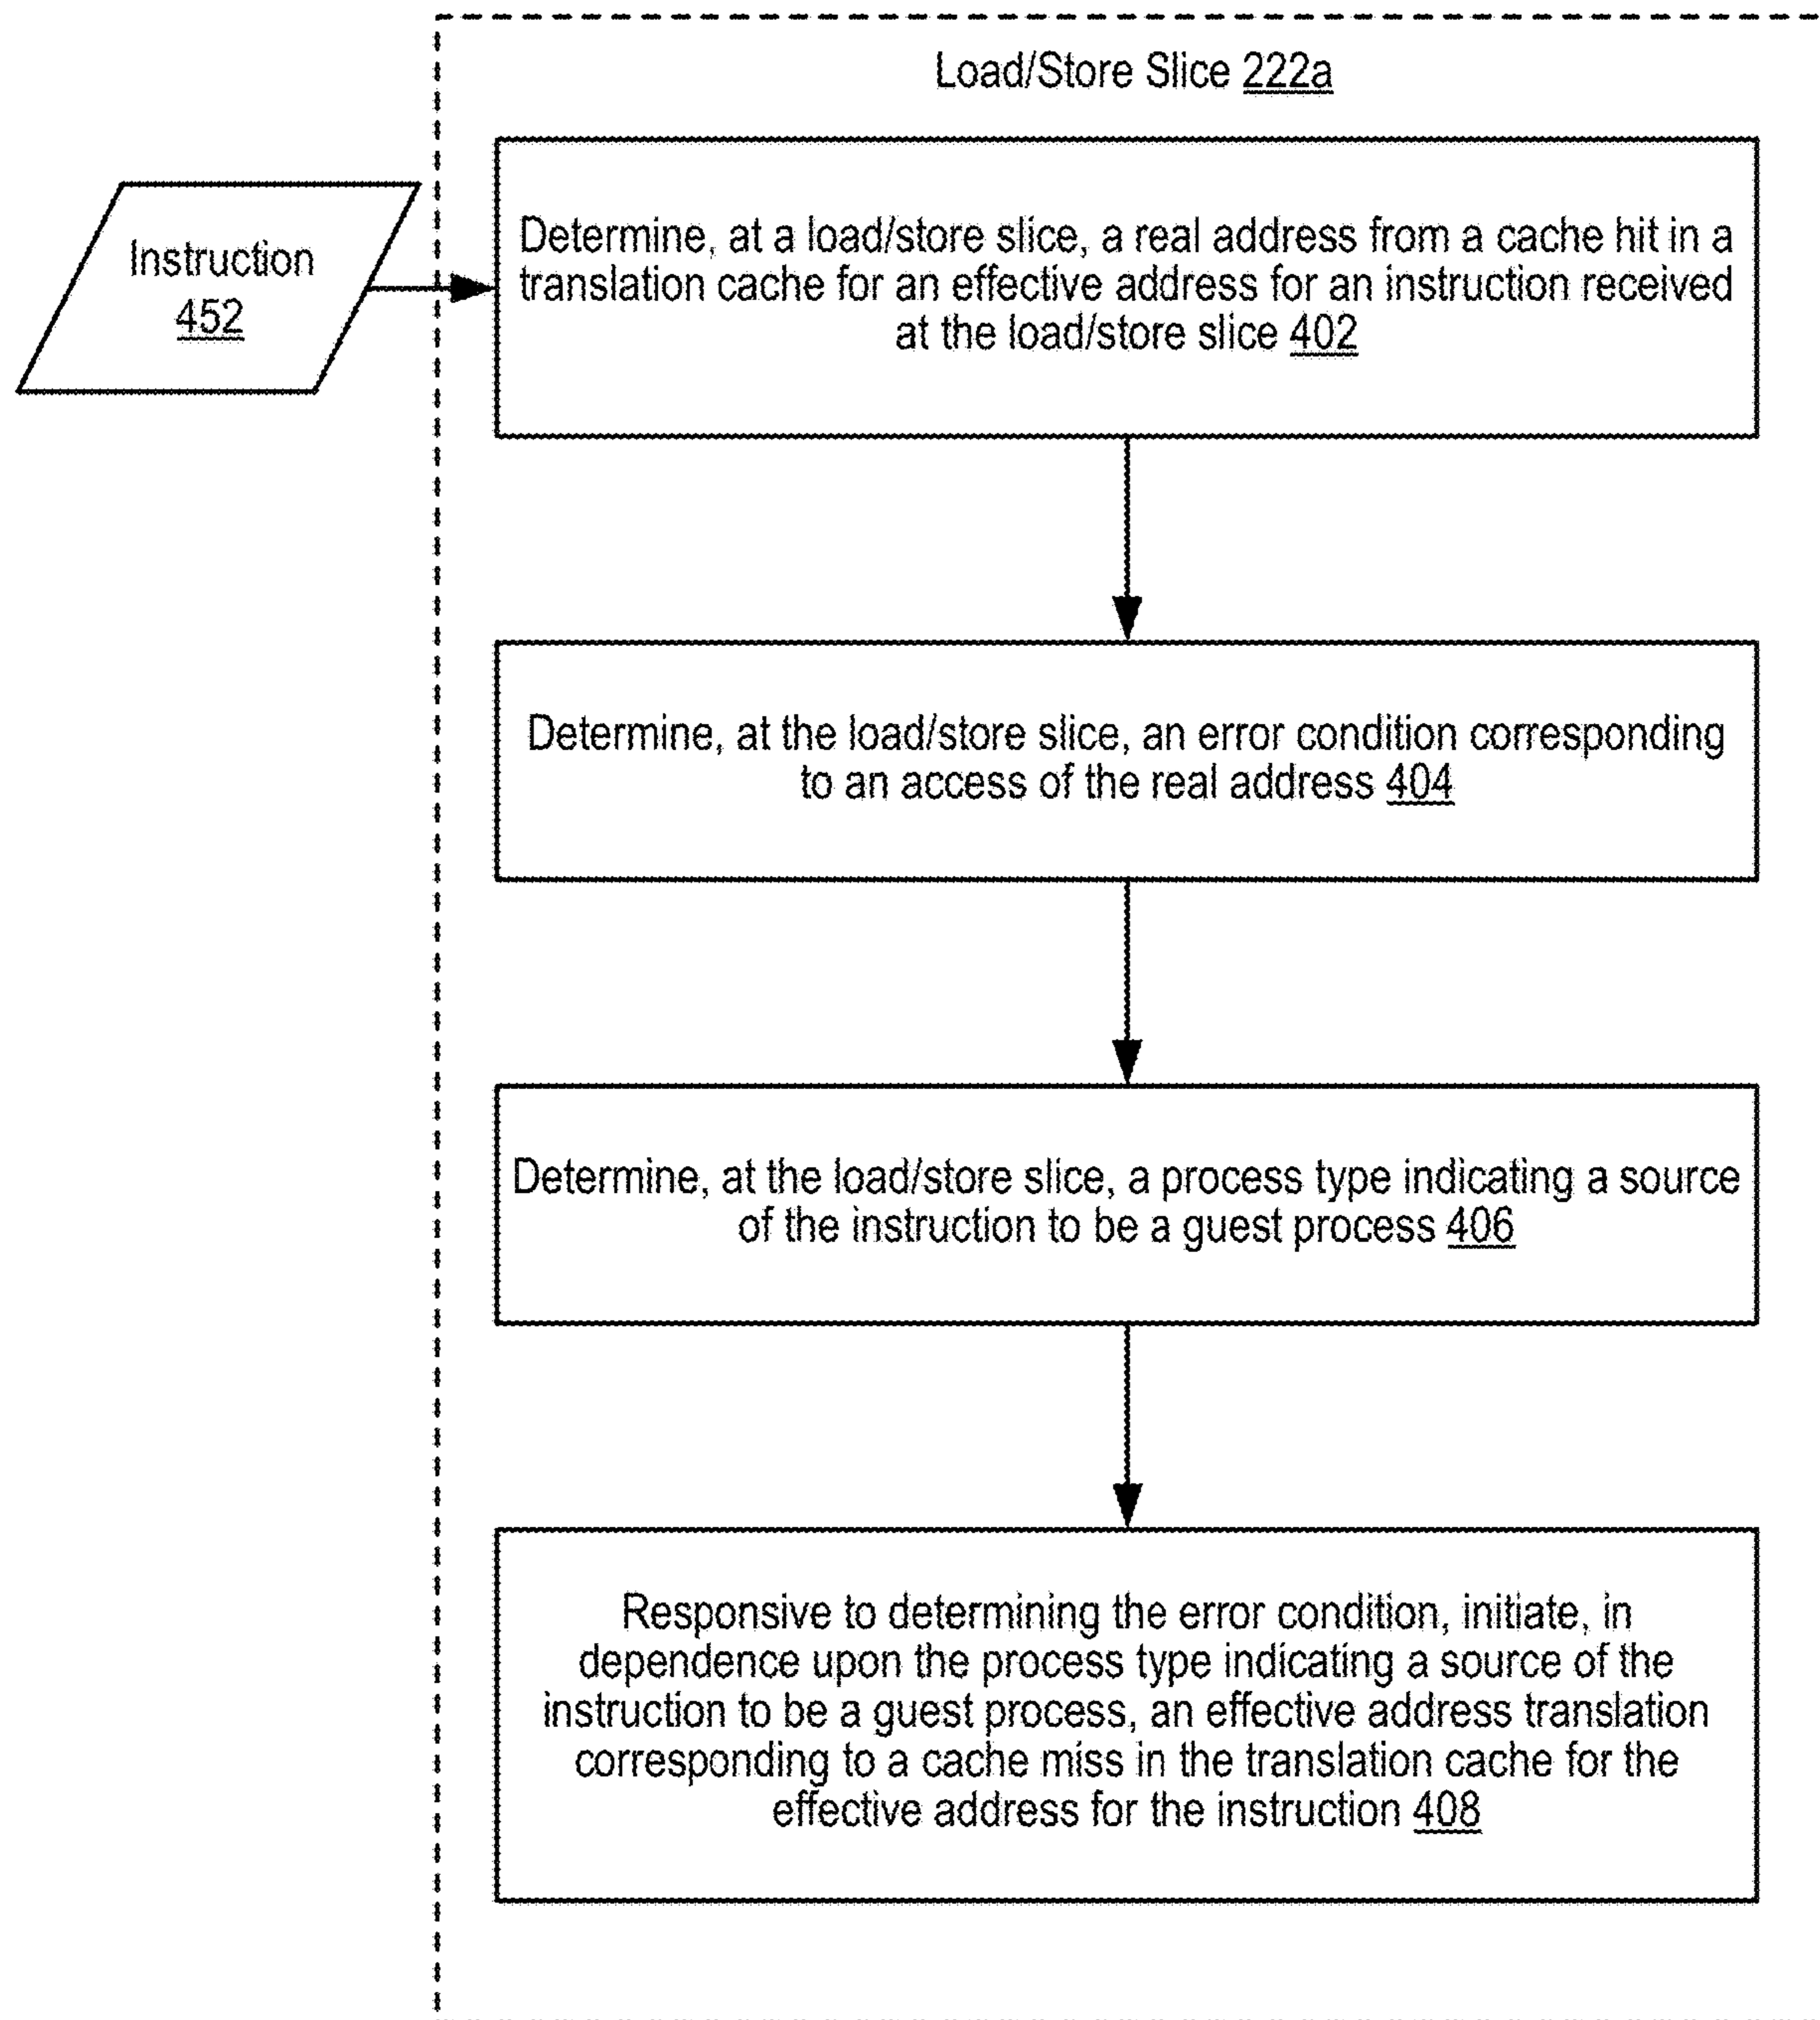 Load/Store Slice 222a
Instruction
452
Determine, at a load/store slice, a real address from a cache hit in a
translation cache for an effective address for an instruction received
at the load/store slice 402
Determine, at the load/store slice, an error condition corresponding
to an access of the real address 404
Determine, at the load/store slice, a process type indicating a source
of the instruction to be a guest process 406
Responsive to determining the error condition, initiate, in
dependence upon the process type indicating a source of the
instruction to be a guest process, an effective address translation
corresponding to a cache miss in the translation cache for the
effective address for the instruction 408